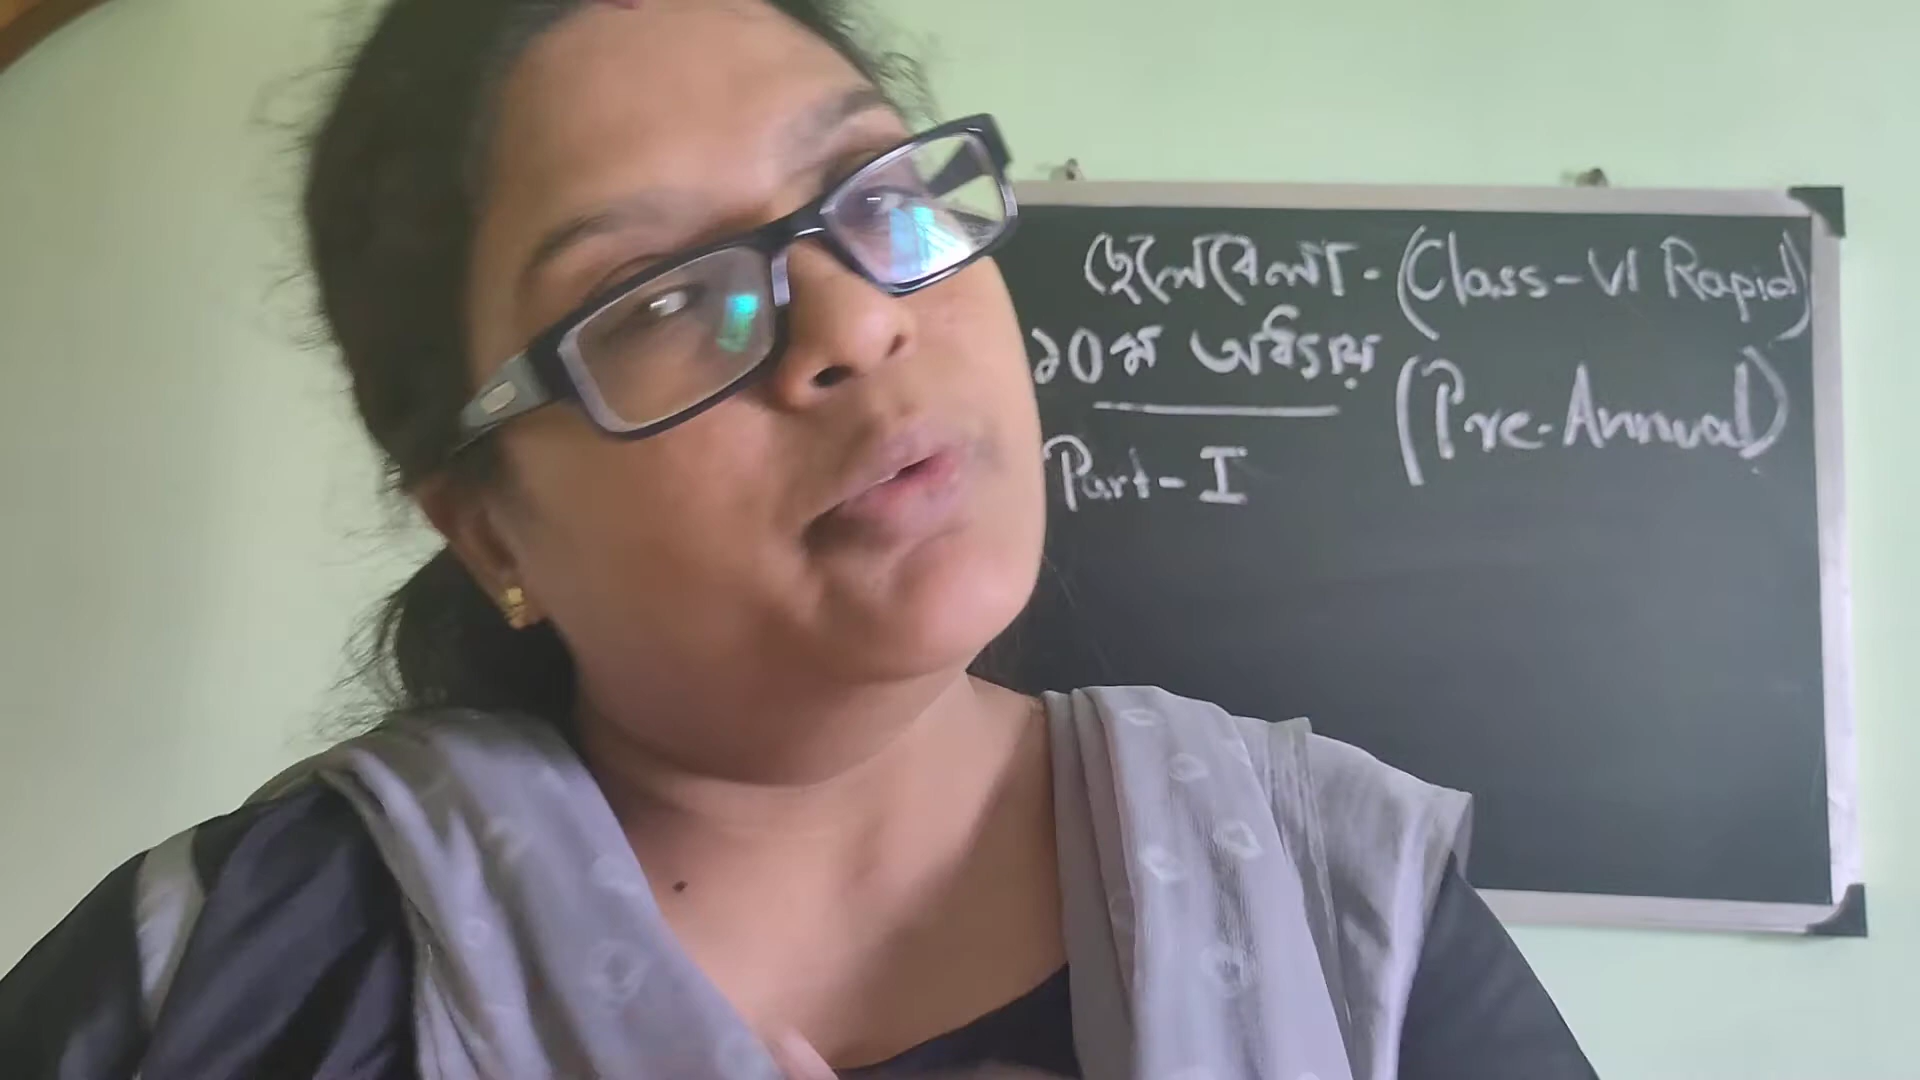 ছেলেবেলা - (Class-VI Rapid)
১০ম অধ্যায় (Pre-Annual)
Part-I